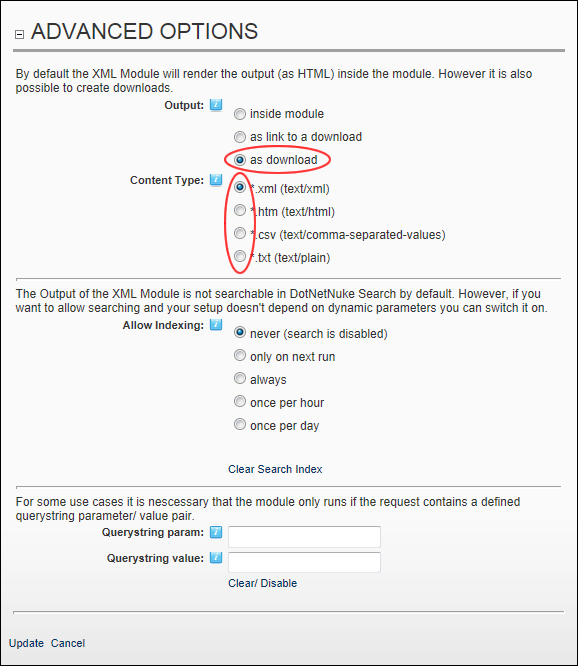 ADVANCED OPTIONS
By default the XML Module will render the output (as HTML) inside the module. However it is also
possible to create downloads.
Output: i inside module
as link to a download
as download
Content Type: i *.xml (text/xml)
*.htm (text/html)
*.csv (text/comma-separated-values)
*.txt (text/plain)
The Output of the XML Module is not searchable in DotNetNuke Search by default. However, if you
want to allow searching and your setup doesn't depend on dynamic parameters you can switch it on.
Allow Indexing: i never (search is disabled)
only on next run
always
once per hour
once per day
Clear Search Index
For some use cases it is nescessary that the module only runs if the request contains a defined
querystring parameter/ value pair.
Querystring param: i
Querystring value: i
Clear/ Disable
Update Cancel